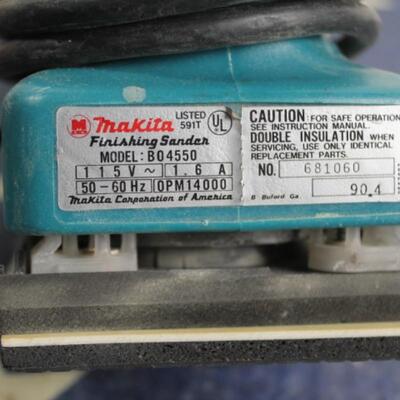 Makita
LISTED
591T
UL
Finishing Sander
MODEL: BO4550
115V ~ 1.6 A
50-60Hz OPM14000
Makita Corporation of America
CAUTION: FOR SAFE OPERATION
SEE INSTRUCTION MANUAL.
DOUBLE INSULATION WHEN
SERVICING, USE ONLY IDENTICAL
REPLACEMENT PARTS.
NO. 681060
90.4
B Buford Ga